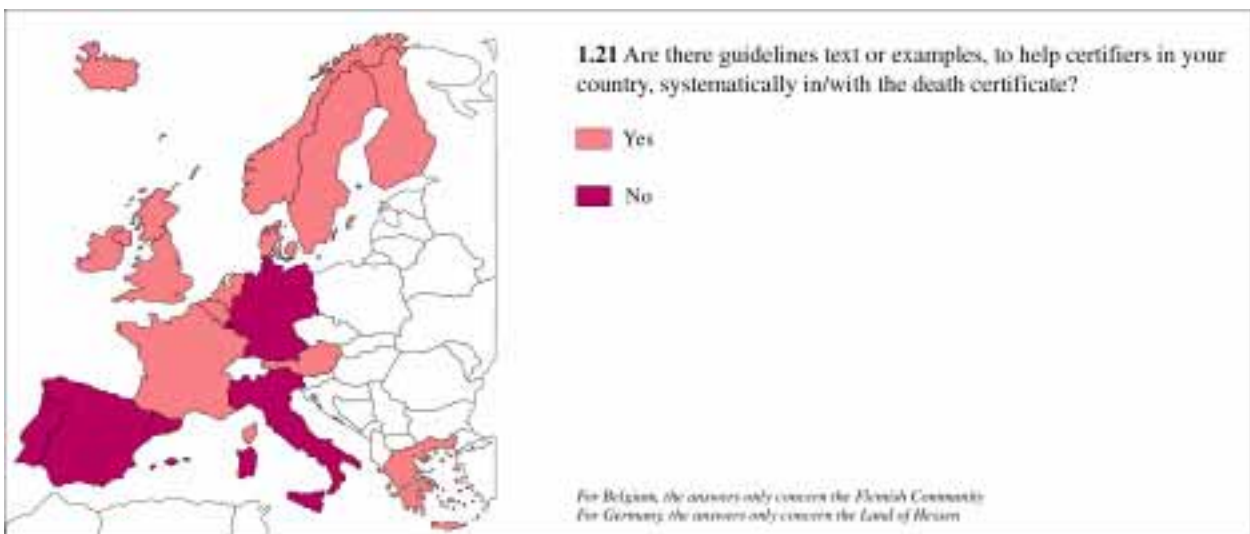 1.21 Are there guidelines text or examples, to help certifiers in your
country, systematically in/with the death certificate?
Yes
No
For Belgium, the answers only concern the Flemish Community
For Germany, the answers only concern the Land of Hessen